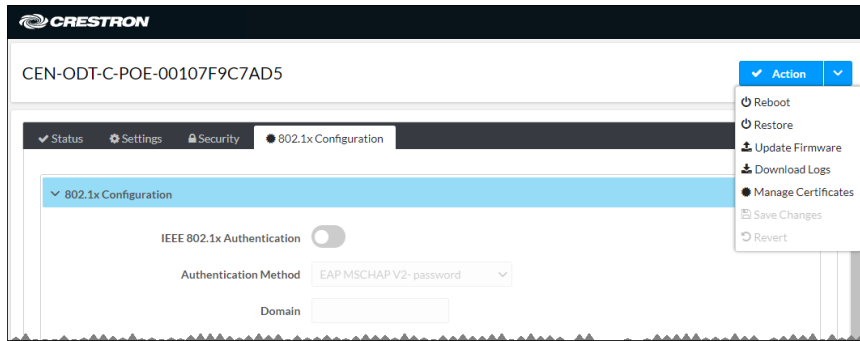 CRESTRON
CEN-ODT-C-POE-00107F9C7AD5
Action
Reboot
Restore
Update Firmware
Download Logs
Manage Certificates
Save Changes
Revert
Status Settings Security 802.1x Configuration
802.1x Configuration
IEEE 802.1x Authentication
Authentication Method EAP MSCHAP V2- password
Domain